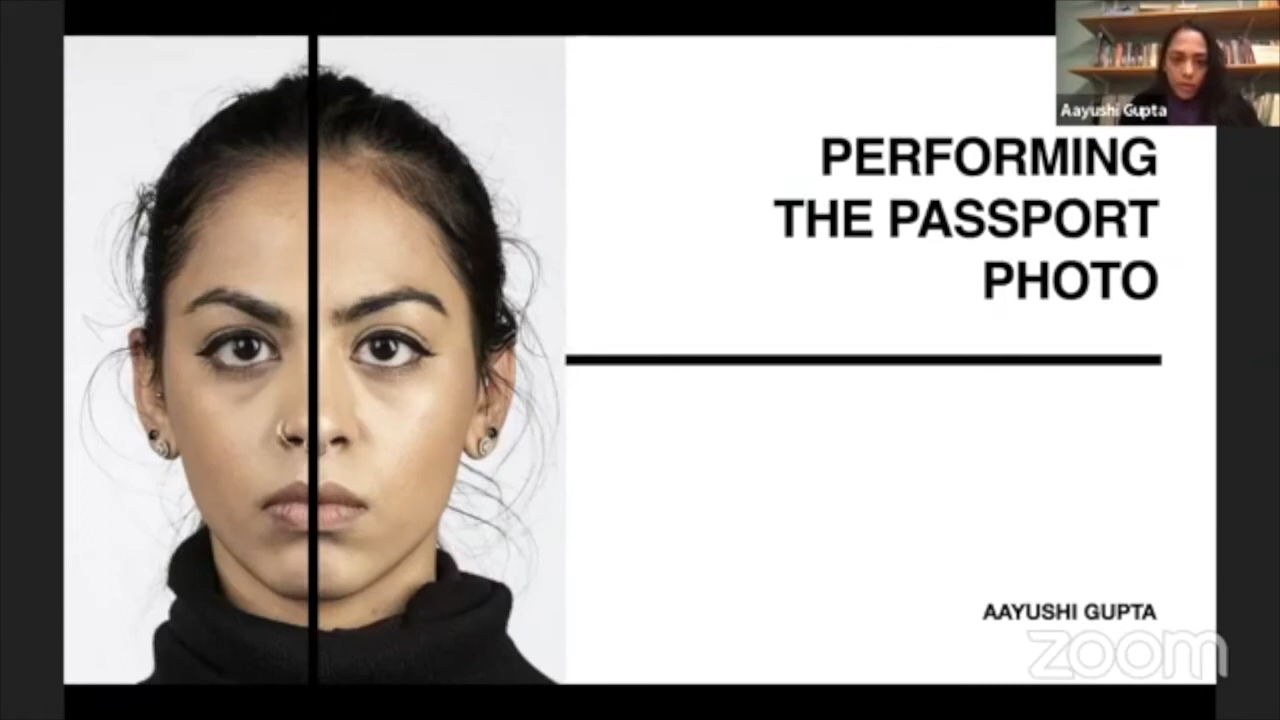 Aayushi Gupta
PERFORMING
THE PASSPORT
PHOTO
AAYUSHI GUPTA
zoom